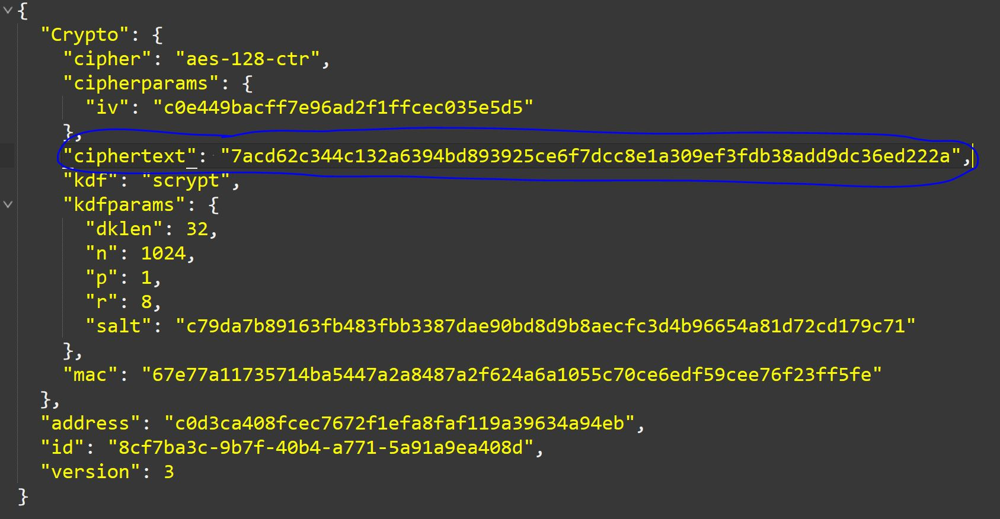 {
"Crypto": {
"cipher": "aes-128-ctr",
"cipherparams": {
"iv": "c0e449bacff7e96ad2f1ffcec035e5d5"
},
"ciphertext": "7acd62c344c132a6394bd893925ce6f7dcc8e1a309ef3fdb38add9dc36ed222a",
"kdf": "scrypt",
"kdfparams": {
"dklen": 32,
"n": 1024,
"p": 1,
"r": 8,
"salt": "c79da7b89163fb483fbb3387dae90bd8d9b8aecfc3d4b96654a81d72cd179c71"
},
"mac": "67e77a11735714ba5447a2a8487a2f624a6a1055c70ce6edf59cee76f23ff5fe"
},
"address": "c0d3ca408fcec7672f1efa8faf119a39634a94eb",
"id": "8cf7ba3c-9b7f-40b4-a771-5a91a9ea408d",
"version": 3
}